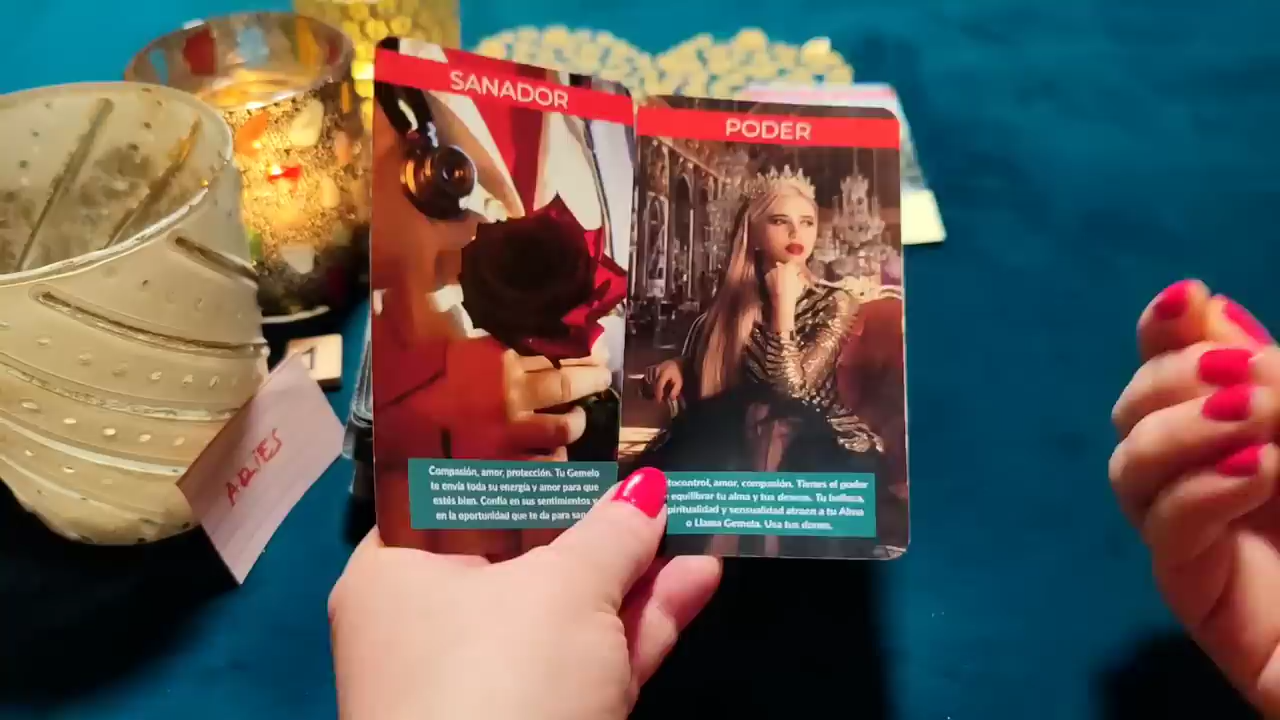 SANADOR
Compasión, amor, protección. Tu Gemelo
te envía toda su energía y amor para que
estés bien. Confía en sus sentimientos y
en la oportunidad que te da para
PODER
amor, compasión. Tienes el poder
equilibrar tu alma y tus deseos. Tu belleza,
y sensualidad atraen a tu Alma
o Llama Gemela. Usa tus dones.
ARIES